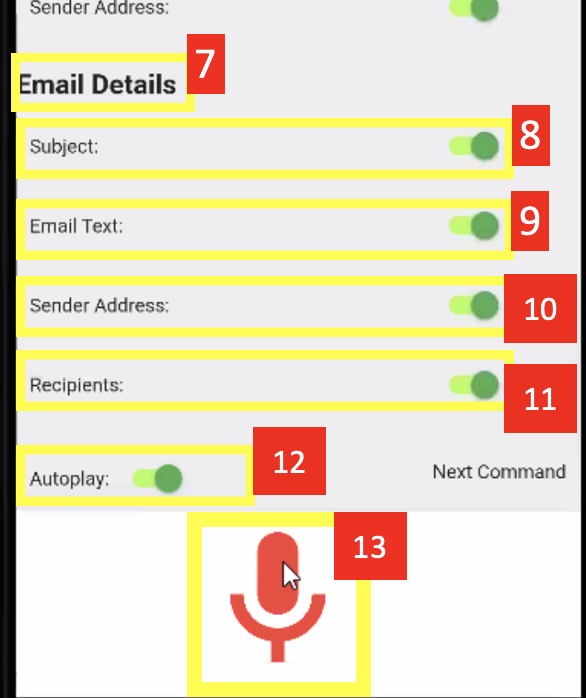 Sender Address:
Email Details 7
Subject: 8
Email Text: 9
Sender Address: 10
Recipients: 11
Autoplay: 12 Next Command
13